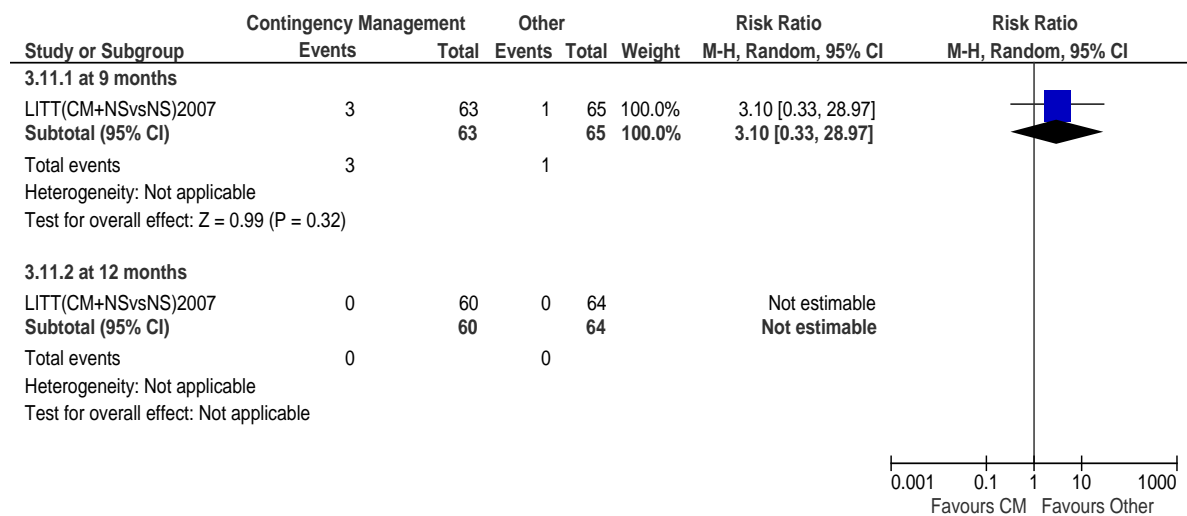 Contingency Management Other Risk Ratio Risk Ratio
Study or Subgroup Events Total Events Total Weight M-H, Random, 95% CI M-H, Random, 95% CI
3.11.1 at 9 months
LITT(CM+NSvsNS)2007 3 63 1 65 100.0% 3.10 [0.33, 28.97]
Subtotal (95% CI) 63 65 100.0% 3.10 [0.33, 28.97]
Total events 3 1
Heterogeneity: Not applicable
Test for overall effect: Z = 0.99 (P = 0.32)
3.11.2 at 12 months
LITT(CM+NSvsNS)2007 0 60 0 64 Not estimable
Subtotal (95% CI) 60 64 Not estimable
Total events 0 0
Heterogeneity: Not applicable
Test for overall effect: Not applicable
0.001 0.1 1 10 1000
Favours CM Favours Other